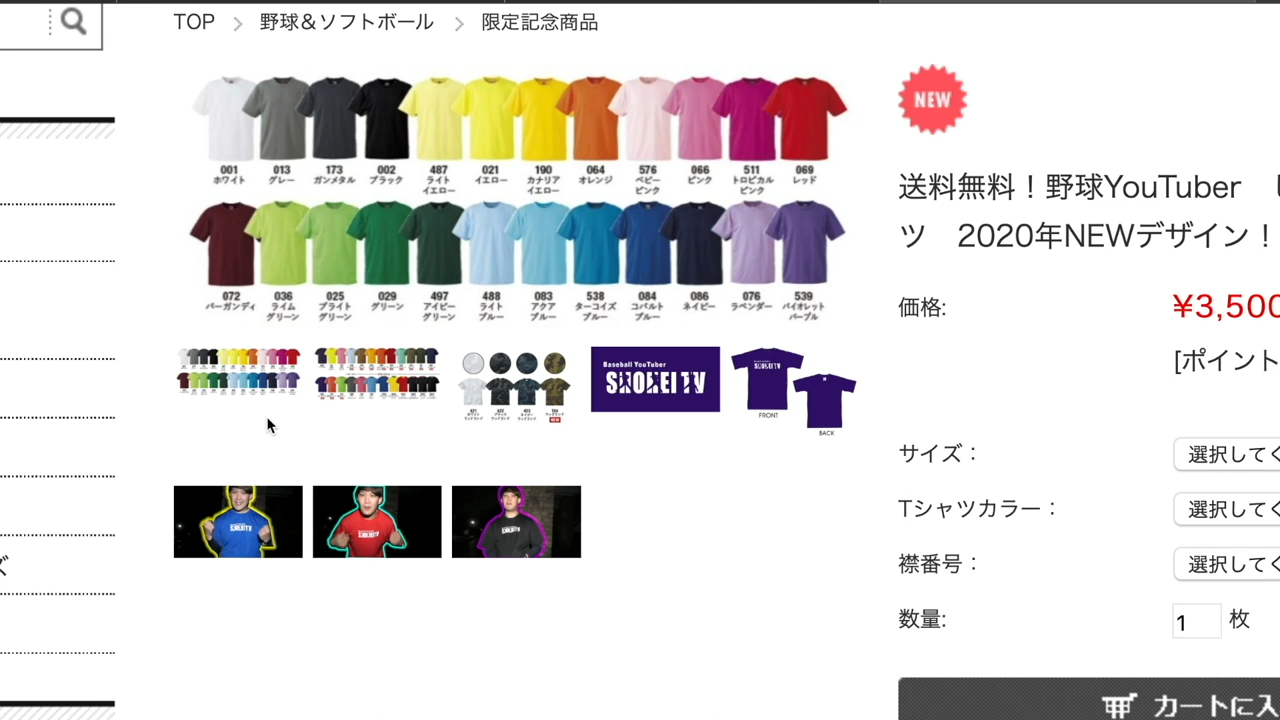 TOP 野球&ソフトボール 限定記念商品
001 013 173 002 487 021 190 064 576 066 511 069
ホワイト グレー ガンメタル ブラック ライトイエロー イエロー カナリアイエロー オレンジ ベビーピンク ピンク トロピカルピンク レッド
072 036 025 029 497 488 083 538 084 086 076 539
バーガンディ ライムグリーン ブライトグリーン グリーン アイビーグリーン ライトブルー アクアブルー ターコイズブルー コバルトブルー ネイビー ラベンダー バイオレットパープル
Baseball YouTuber
SHOHEI TV
FRONT
BACK
NEW
送料無料!野球YouTuber
ツ 2020年NEWデザイン!
価格: ¥3,500
[ポイント
サイズ: 選択してく
Tシャツカラー: 選択してく
襟番号: 選択してく
数量: 1 枚
カートに入
ズ